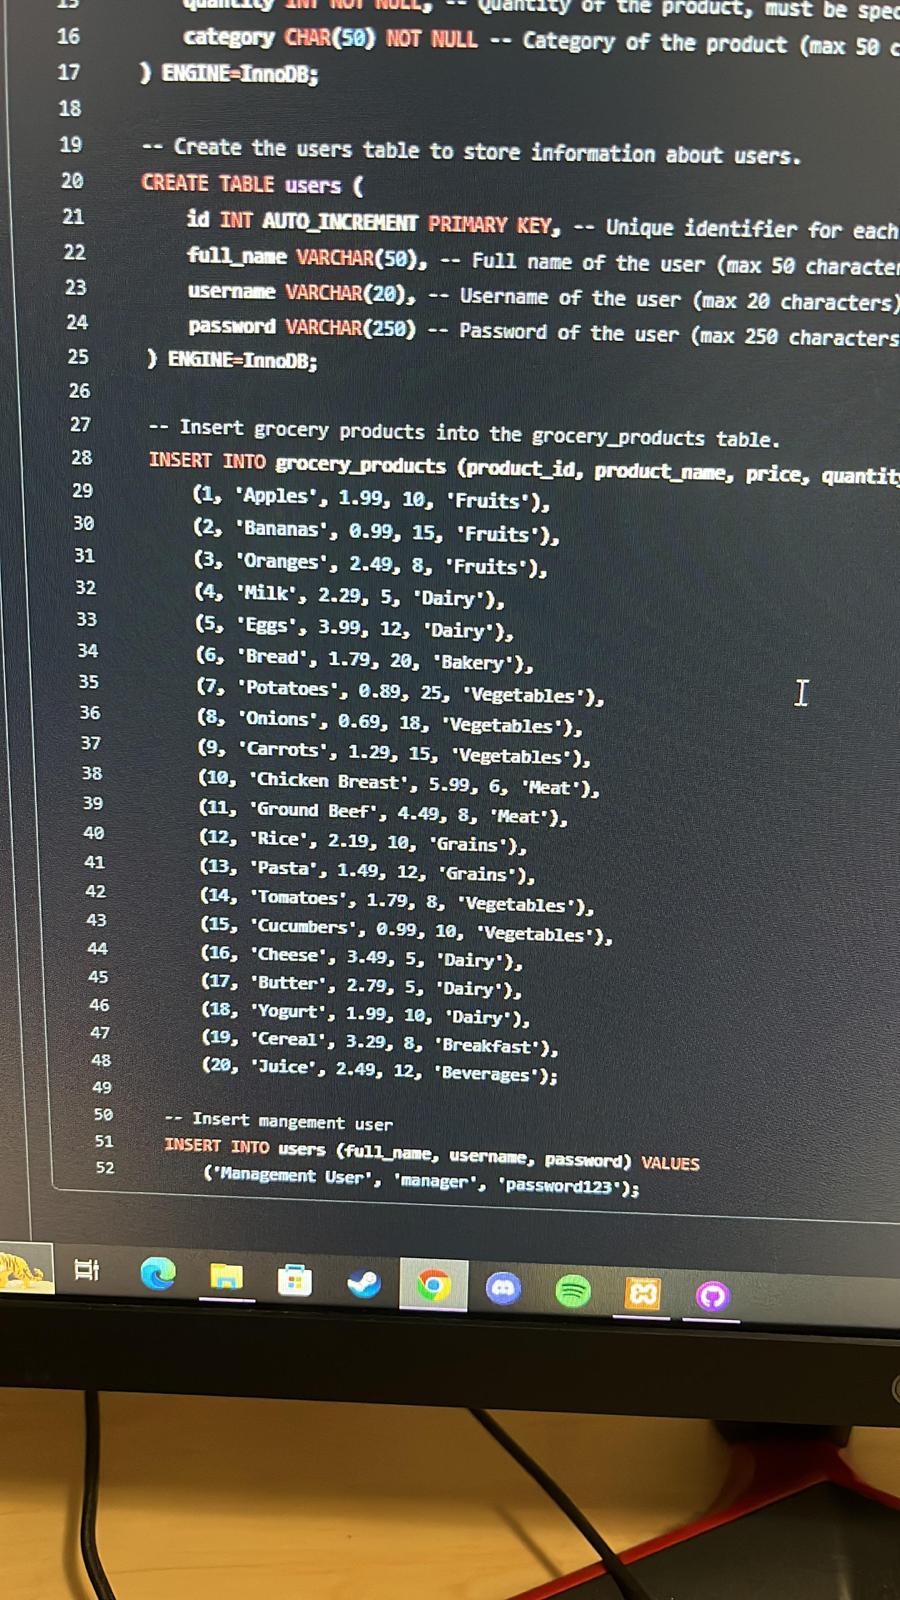 15 quantity INT NOT NULL, -- Quantity of the product, must be spec
16 category CHAR(50) NOT NULL -- Category of the product (max 50 c
17 ) ENGINE=InnoDB;
18
19 -- Create the users table to store information about users.
20 CREATE TABLE users (
21 id INT AUTO_INCREMENT PRIMARY KEY, -- Unique identifier for each
22 full_name VARCHAR(50), -- Full name of the user (max 50 character
23 username VARCHAR(20), -- Username of the user (max 20 characters)
24 password VARCHAR(250) -- Password of the user (max 250 characters
25 ) ENGINE=InnoDB;
26
27 -- Insert grocery products into the grocery_products table.
28 INSERT INTO grocery_products (product_id, product_name, price, quantity
29 (1, 'Apples', 1.99, 10, 'Fruits'),
30 (2, 'Bananas', 0.99, 15, 'Fruits'),
31 (3, 'Oranges', 2.49, 8, 'Fruits'),
32 (4, 'Milk', 2.29, 5, 'Dairy'),
33 (5, 'Eggs', 3.99, 12, 'Dairy'),
34 (6, 'Bread', 1.79, 20, 'Bakery'),
35 (7, 'Potatoes', 0.89, 25, 'Vegetables'),
36 (8, 'Onions', 0.69, 18, 'Vegetables'),
37 (9, 'Carrots', 1.29, 15, 'Vegetables'),
38 (10, 'Chicken Breast', 5.99, 6, 'Meat'),
39 (11, 'Ground Beef', 4.49, 8, 'Meat'),
40 (12, 'Rice', 2.19, 10, 'Grains'),
41 (13, 'Pasta', 1.49, 12, 'Grains'),
42 (14, 'Tomatoes', 1.79, 8, 'Vegetables'),
43 (15, 'Cucumbers', 0.99, 10, 'Vegetables'),
44 (16, 'Cheese', 3.49, 5, 'Dairy'),
45 (17, 'Butter', 2.79, 5, 'Dairy'),
46 (18, 'Yogurt', 1.99, 10, 'Dairy'),
47 (19, 'Cereal', 3.29, 8, 'Breakfast'),
48 (20, 'Juice', 2.49, 12, 'Beverages');
49
50 -- Insert mangement user
51 INSERT INTO users (full_name, username, password) VALUES
52 ('Management User', 'manager', 'password123');